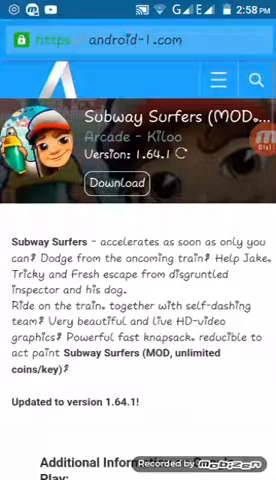 G E 2:58 PM
https: android-1.com
Subway Surfers (MOD,...
Arcade - Kiloo
Version: 1.64.1
Download
Subway Surfers - accelerates as soon as only you
can? Dodge from the oncoming train? Help Jake.
Tricky and Fresh escape from disgruntled
inspector and his dog.
Ride on the train. together with self-dashing
team? Very beautiful and live HD-video
graphics? Powerful fast knapsack. reducible to
act paint Subway Surfers (MOD, unlimited
coins/key)?
Updated to version 1.64.1!
Additional Information
Play:
Recorded by MOBIZEN